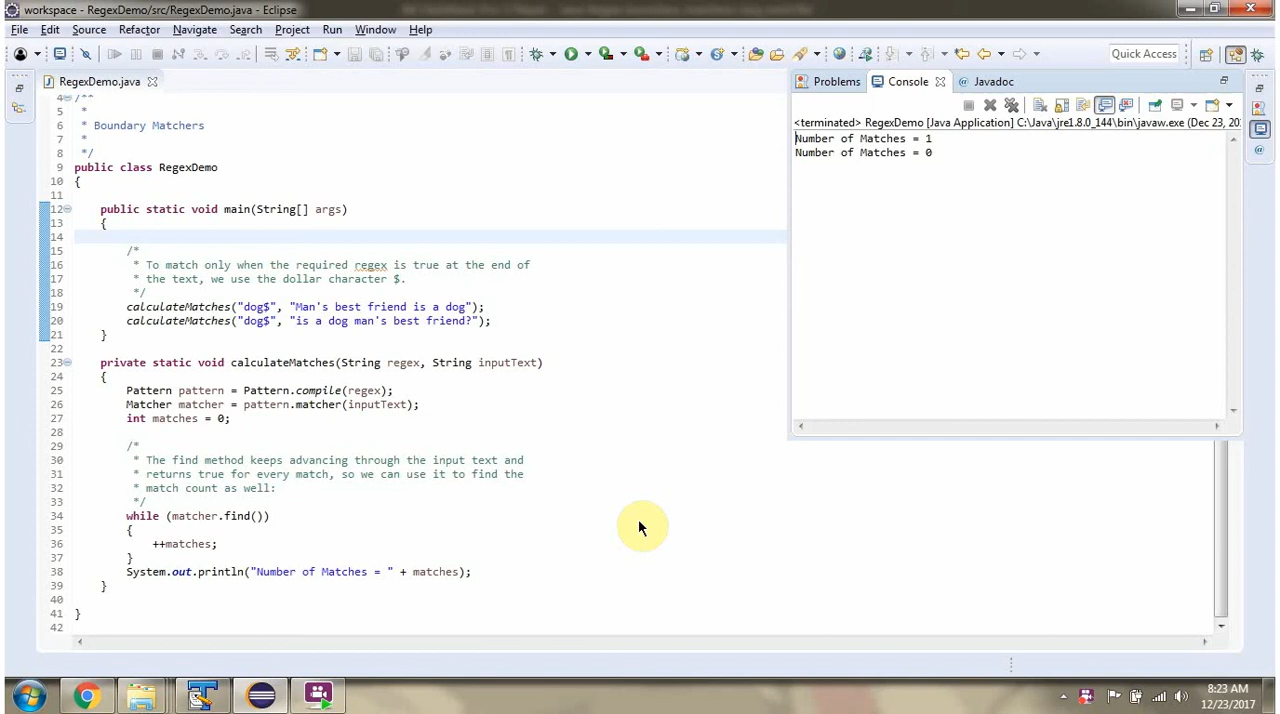 workspace - RegexDemo/src/RegexDemo.java - Eclipse
File Edit Source Refactor Navigate Search Project Run Window Help
Quick Access
RegexDemo.java
4 /**
5 *
6 * Boundary Matchers
7 *
8 */
9 public class RegexDemo
10 {
11
12 public static void main(String[] args)
13 {
14
15 /*
16 * To match only when the required regex is true at the end of
17 * the text, we use the dollar character $.
18 */
19 calculateMatches("dog$", "Man's best friend is a dog");
20 calculateMatches("dog$", "is a dog man's best friend?");
21 }
22
23 private static void calculateMatches(String regex, String inputText)
24 {
25 Pattern pattern = Pattern.compile(regex);
26 Matcher matcher = pattern.matcher(inputText);
27 int matches = 0;
28
29 /*
30 * The find method keeps advancing through the input text and
31 * returns true for every match, so we can use it to find the
32 * match count as well:
33 */
34 while (matcher.find())
35 {
36 ++matches;
37 }
38 System.out.println("Number of Matches = " + matches);
39 }
40
41 }
42
Problems Console @ Javadoc
<terminated> RegexDemo [Java Application] C:\Java\jre1.8.0_144\bin\javaw.exe (Dec 23, 20
Number of Matches = 1
Number of Matches = 0
8:23 AM
12/23/2017